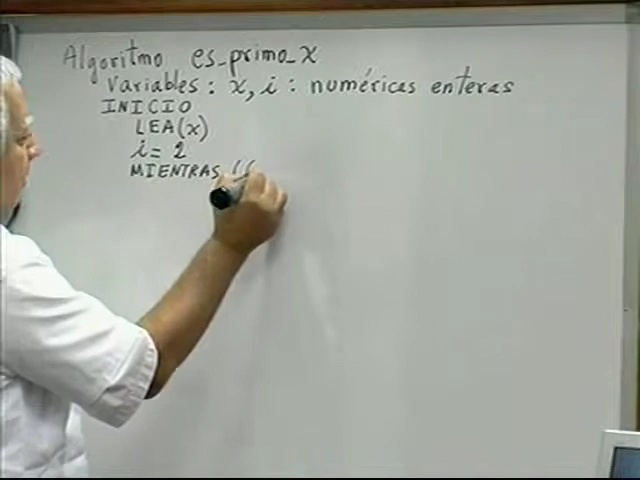 Algoritmo es_primo_x
Variables: x, i : numéricas enteras
INICIO
LEA(x)
i = 2
MIENTRAS ((